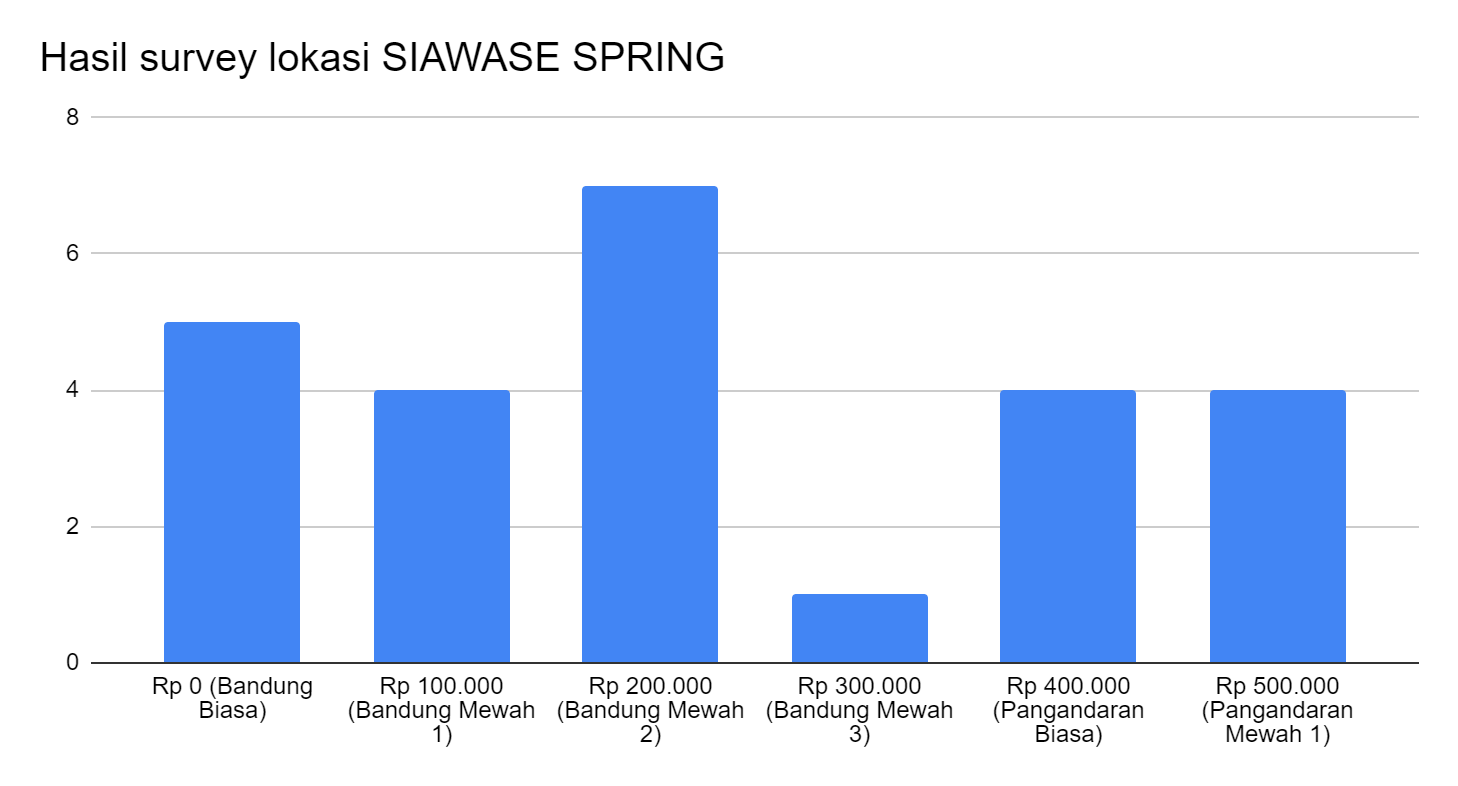 Hasil survey lokasi SIAWASE SPRING
8
6
4
2
0
Rp 0 (Bandung
Biasa)
Rp 100.000
(Bandung Mewah
1)
Rp 200.000
(Bandung Mewah
2)
Rp 300.000
(Bandung Mewah
3)
Rp 400.000
(Pangandaran
Biasa)
Rp 500.000
(Pangandaran
Mewah 1)